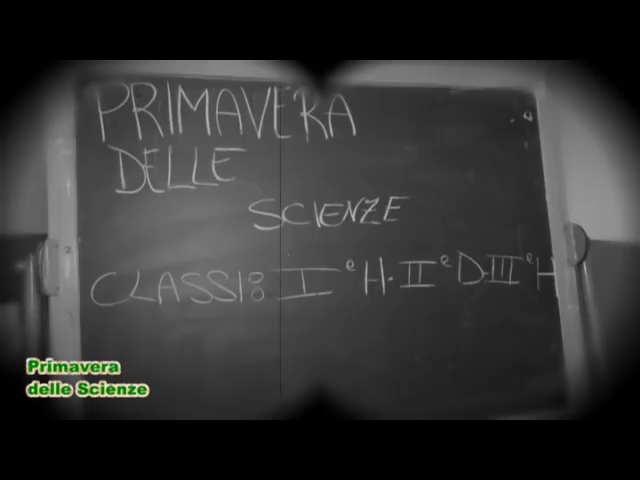 PRIMAVERA
DELLE
SCIENZE
CLASSI: I e H. II e D. III e H
Primavera
delle Scienze